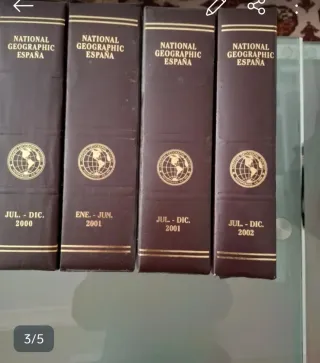 NATIONAL
GEOGRAPHIC
ESPAÑA
JUL. - DIC.
2000
NATIONAL
GEOGRAPHIC
ESPAÑA
ENE. - JUN.
2001
NATIONAL
GEOGRAPHIC
ESPAÑA
JUL. - DIC.
2001
NATIONAL
GEOGRAPHIC
ESPAÑA
JUL. - DIC.
2002
3/5